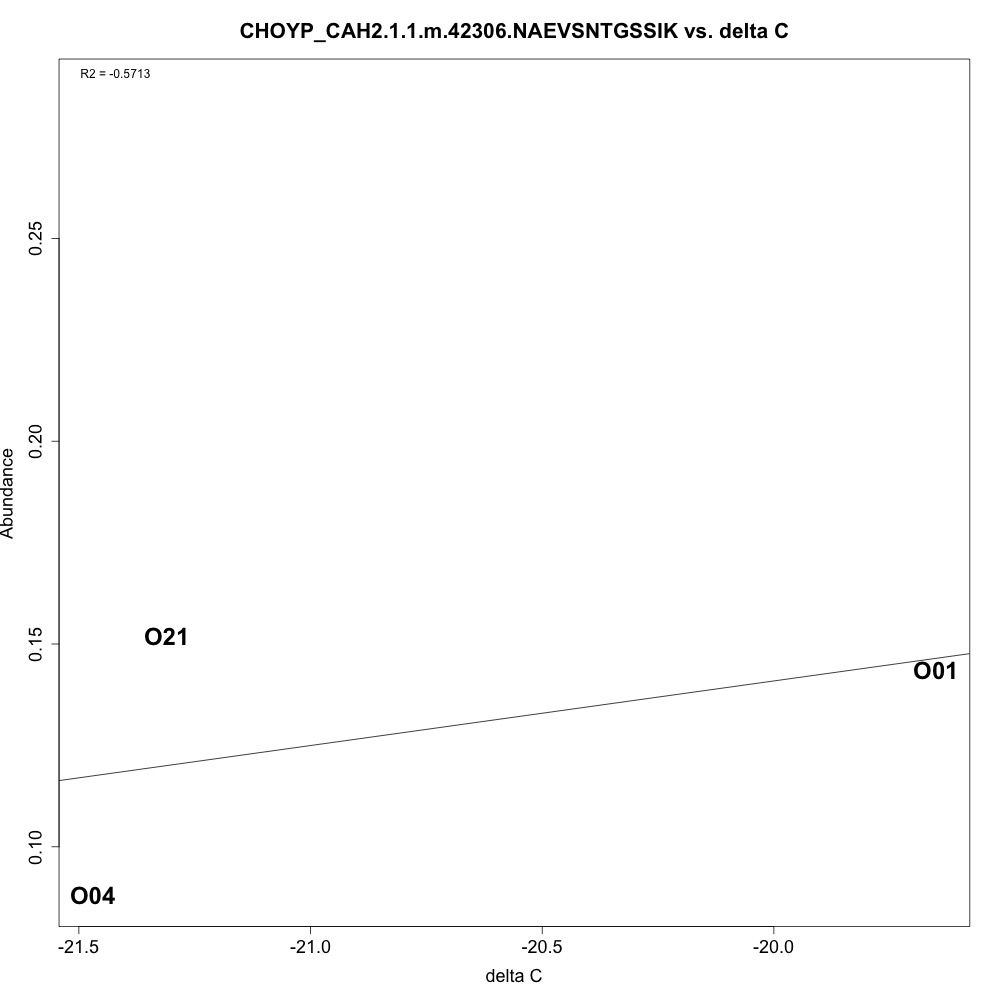 CHOYP_CAH2.1.1.m.42306.NAEVSNTGSSIK vs. delta C
R2 = -0.5713
0.25
0.20
Abundance
0.15
O21
O01
0.10
O04
-21.5 -21.0 -20.5 -20.0
delta C